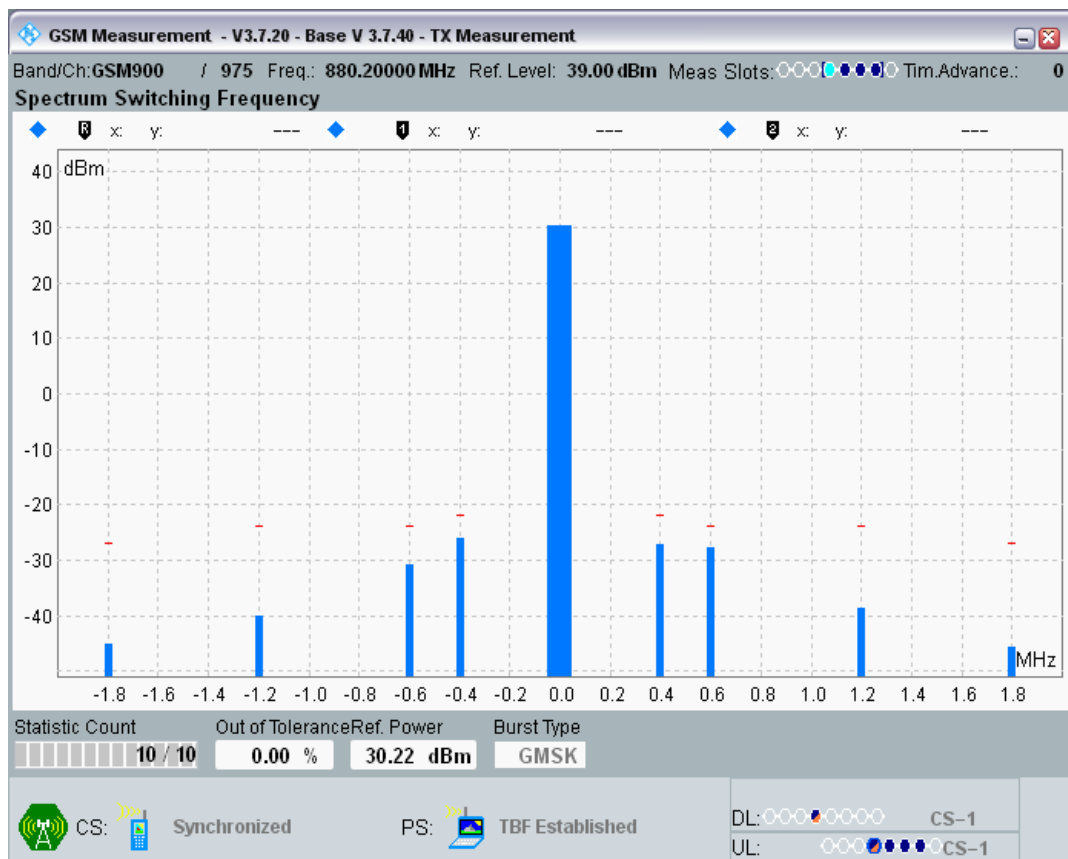 GSM Measurement - V3.7.20 - Base V 3.7.40 - TX Measurement
Band/Ch:GSM900 / 975 Freq.: 880.20000 MHz Ref. Level: 39.00 dBm Meas Slots: Tim.Advance.: 0
Spectrum Switching Frequency
R x: y: --- 1 x: y: --- 2 x: y: ---
dBm
40
30
20
10
0
-10
-20
-30
-40
MHz
-1.8 -1.6 -1.4 -1.2 -1.0 -0.8 -0.6 -0.4 -0.2 0.0 0.2 0.4 0.6 0.8 1.0 1.2 1.4 1.6 1.8
Statistic Count Out of Tolerance Ref. Power Burst Type
10 / 10 0.00 % 30.22 dBm GMSK
CS: Synchronized PS: TBF Established
DL: CS-1
UL: CS-1